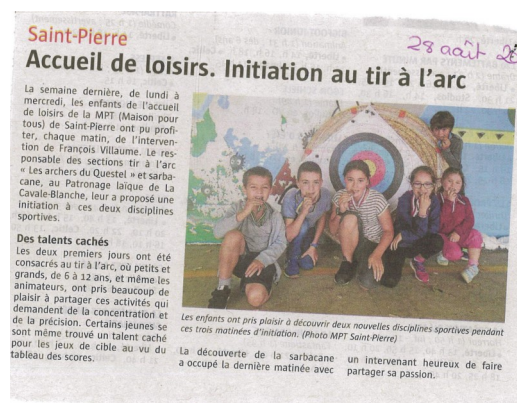 Saint-Pierre
28 août
Accueil de loisirs. Initiation au tir à l'arc
La semaine dernière, de lundi à
mercredi, les enfants de l'accueil
de loisirs de la MPT (Maison pour
tous) de Saint-Pierre ont pu profi-
ter, chaque matin, de l'interven-
tion de François Villaume. Le res-
ponsable des sections tir à l'arc
« Les archers du Questel » et sarba-
cane, au Patronage laïque de La
Cavale-Blanche, leur a proposé une
initiation à ces deux disciplines
sportives.
Des talents cachés
Les deux premiers jours ont été
consacrés au tir à l'arc, où petits et
grands, de 6 à 12 ans, et même les
animateurs, ont pris beaucoup de
plaisir à partager ces activités qui
demandent de la concentration et
de la précision. Certains jeunes se
sont même trouvé un talent caché
pour les jeux de cible au vu du
tableau des scores.
Les enfants ont pris plaisir à découvrir deux nouvelles disciplines sportives pendant
ces trois matinées d'initiation. (Photo MPT Saint-Pierre)
La découverte de la sarbacane
a occupé la dernière matinée avec
un intervenant heureux de faire
partager sa passion.